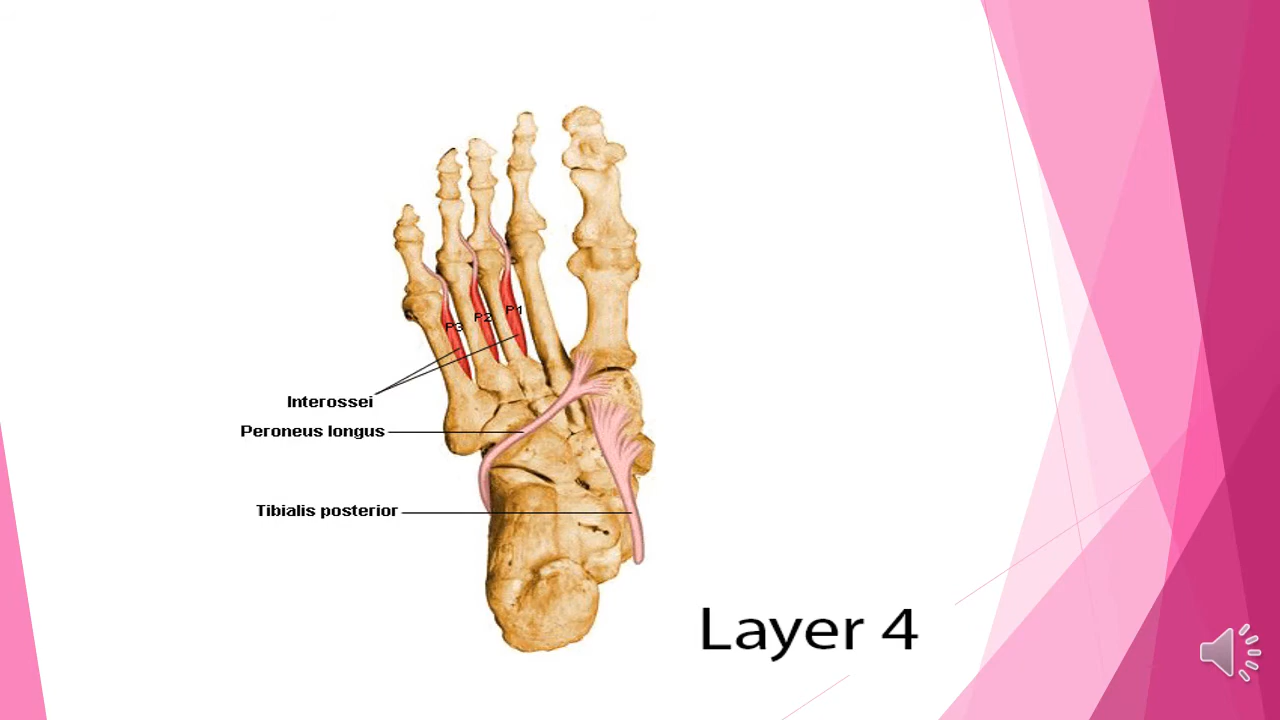 P1
P2
P3
Interossei
Peroneus longus
Tibialis posterior
Layer 4